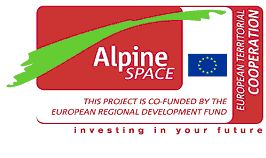 Alpine
SPACE
EUROPEAN TERRITORIAL
COOPERATION
THIS PROJECT IS CO-FUNDED BY THE
EUROPEAN REGIONAL DEVELOPMENT FUND
investing in your future